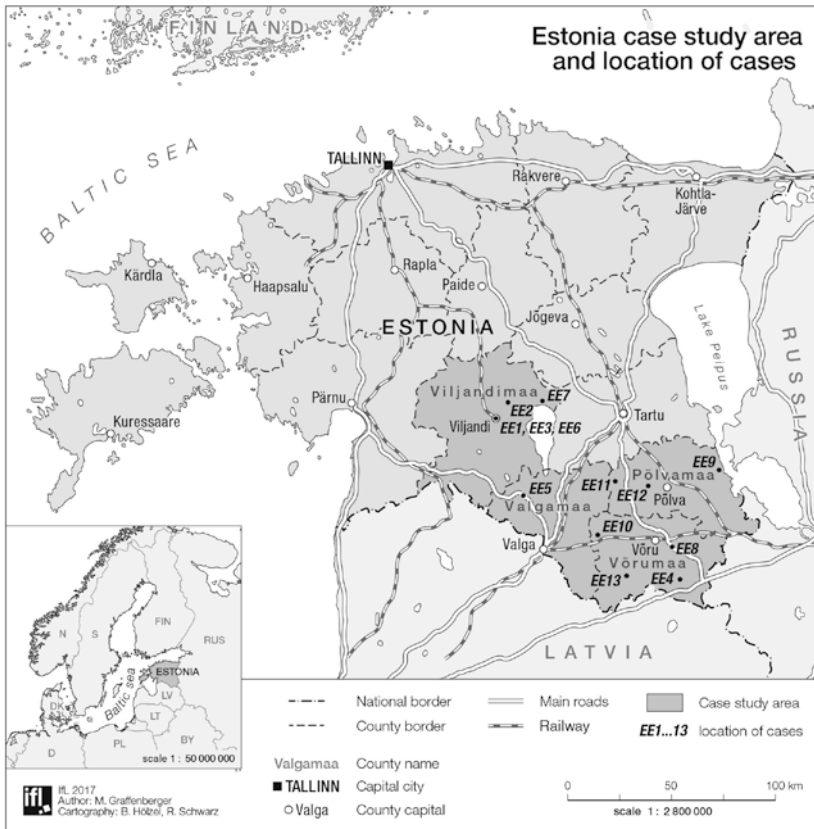 FINLAND
Estonia case study area
and location of cases
BALTIC SEA
TALLINN
Rakvere
Kohtla-
Järve
Kärdla
Haapsalu
Rapla
Paide
Jõgeva
ESTONIA
Lake Peipus
RUSSIA
Kuressaare
Pärnu
Viljandimaa
EE7
EE2
Viljandi
EE1, EE3, EE6
Tartu
EE9
Põlvamaa
EE11
EE12
Põlva
EE5
Valgamaa
EE10
Valga
Võru
EE8
Võrumaa
EE13
EE4
LATVIA
N
S
FIN
RUS
ESTONIA
Baltic sea
LV
DK
LT
D
PL
BY
scale 1 : 50 000 000
National border
Main roads
Case study area
County border
Railway
EE1...13 location of cases
Valgamaa County name
TALLINN Capital city
Valga County capital
0 50 100 km
scale 1 : 2 800 000
ifl
IfL 2017
Author: M. Graffenberger
Cartography: B. Hölzel, R. Schwarz